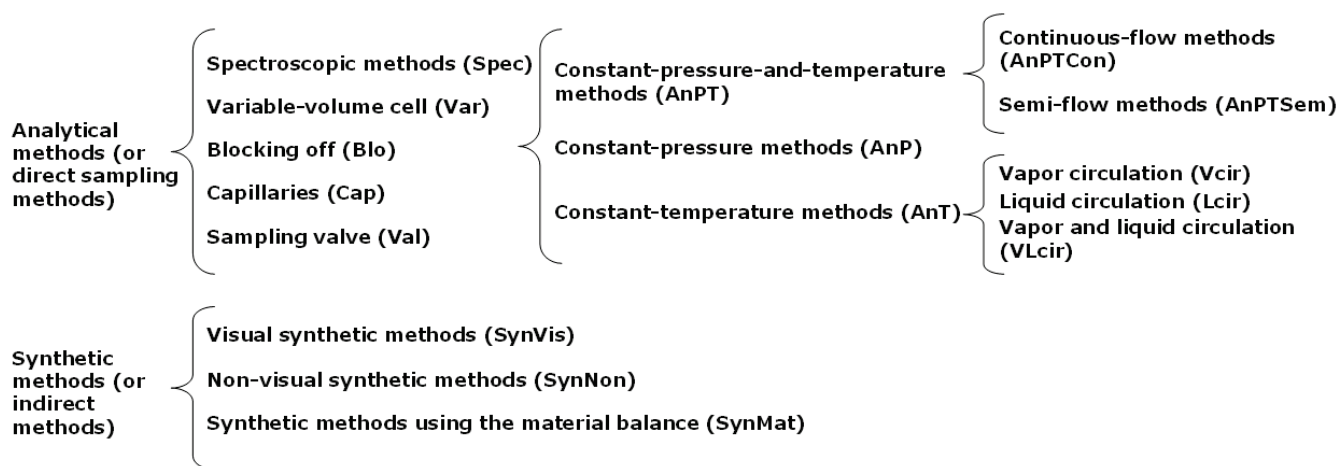 Analytical
methods (or
direct sampling
methods)
Spectroscopic methods (Spec)
Variable-volume cell (Var)
Blocking off (Blo)
Capillaries (Cap)
Sampling valve (Val)
Constant-pressure-and-temperature
methods (AnPT)
Constant-pressure methods (AnP)
Constant-temperature methods (AnT)
Continuous-flow methods
(AnPTCon)
Semi-flow methods (AnPTSem)
Vapor circulation (Vcir)
Liquid circulation (Lcir)
Vapor and liquid circulation
(VLcir)
Synthetic
methods (or
indirect
methods)
Visual synthetic methods (SynVis)
Non-visual synthetic methods (SynNon)
Synthetic methods using the material balance (SynMat)